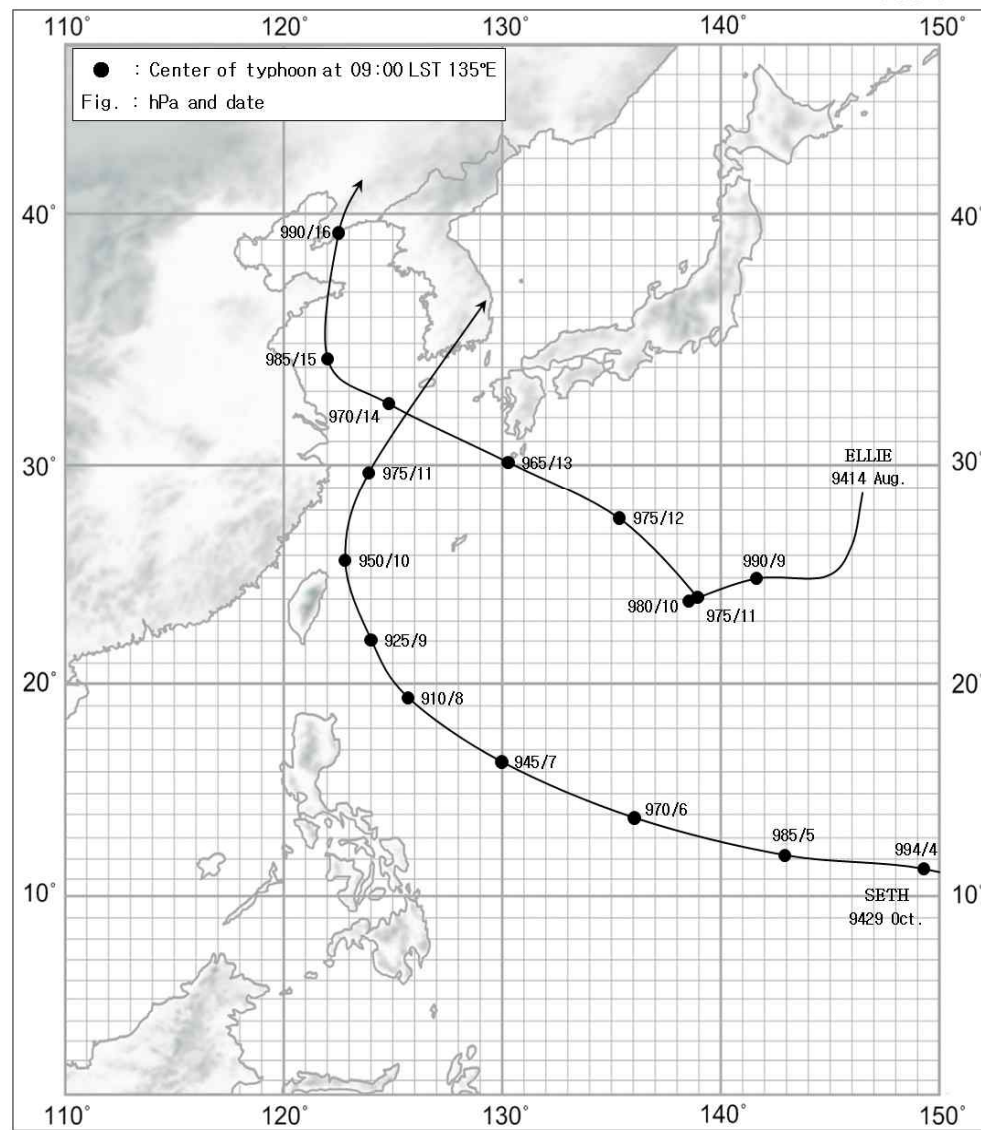 110° 120° 130° 140° 150°
● : Center of typhoon at 09:00 LST 135°E
Fig. : hPa and date
40° 40°
990/16
985/15
970/14
30° 30°
965/13
975/11
ELLIE
9414 Aug.
975/12
950/10
990/9
980/10
975/11
925/9
20° 20°
910/8
945/7
970/6
985/5
994/4
10° 10°
SETH
9429 Oct.
110° 120° 130° 140° 150°